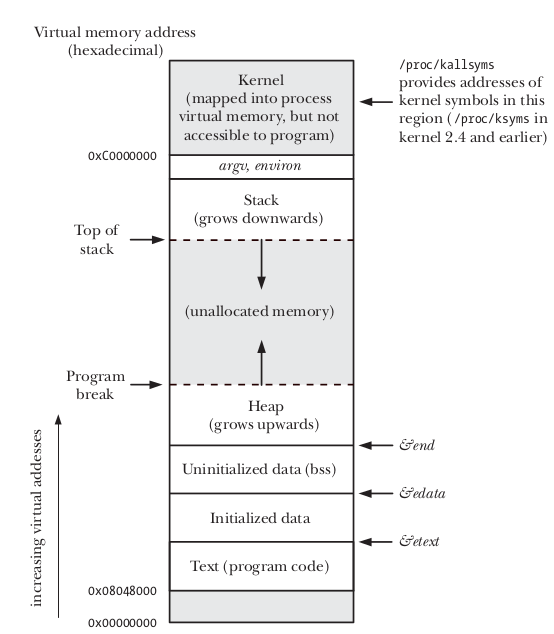 Virtual memory address
(hexadecimal)
Kernel
(mapped into process
virtual memory, but not
accessible to program)
/proc/kallsyms
provides addresses of
kernel symbols in this
region (/proc/ksyms in
kernel 2.4 and earlier)
0xC0000000
argv, environ
Stack
(grows downwards)
Top of
stack
(unallocated memory)
Program
break
Heap
(grows upwards)
&end
Uninitialized data (bss)
&edata
Initialized data
&etext
Text (program code)
0x08048000
0x00000000
increasing virtual addesses